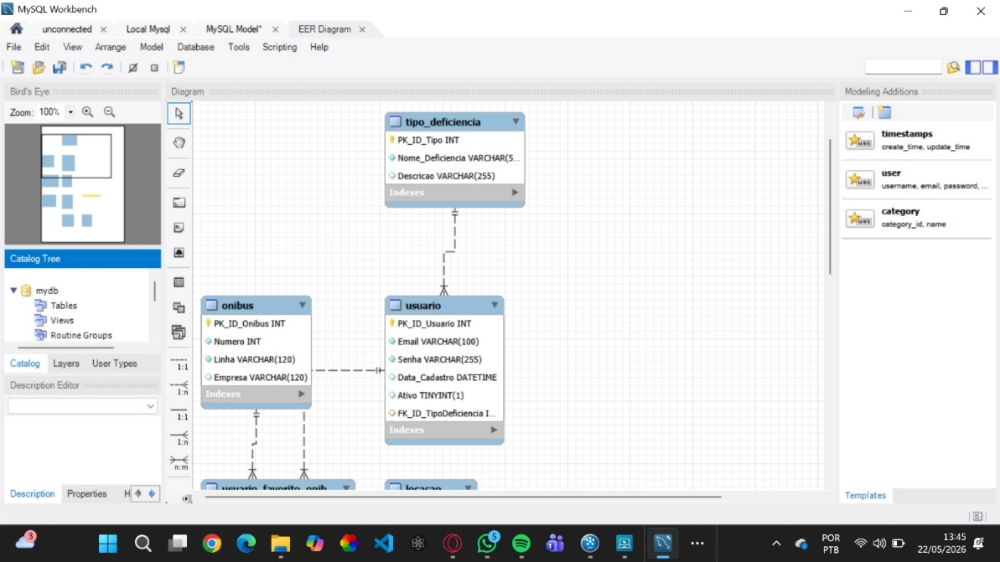 MySQL Workbench
unconnected
Local Mysql
MySQL Model*
EER Diagram
File Edit View Arrange Model Database Tools Scripting Help
Bird's Eye
Zoom: 100%
Catalog Tree
mydb
Tables
Views
Routine Groups
Catalog Layers User Types
Description Editor
Description Properties H
Diagram
1:1
1:n
1:1
1:n
n:m
tipo_deficiencia
PK_ID_Tipo INT
Nome_Deficiencia VARCHAR(5...
Descricao VARCHAR(255)
Indexes
onibus
PK_ID_Onibus INT
Numero INT
Linha VARCHAR(120)
Empresa VARCHAR(120)
Indexes
usuario
PK_ID_Usuario INT
Email VARCHAR(100)
Senha VARCHAR(255)
Data_Cadastro DATETIME
Ativo TINYINT(1)
FK_ID_TipoDeficiencia I...
Indexes
usuario_favorito_onib...
locacao
Modeling Additions
MWB
timestamps
create_time, update_time
MWB
user
username, email, password, ...
MWB
category
category_id, name
Templates
3
5
POR
PTB
13:45
22/05/2026